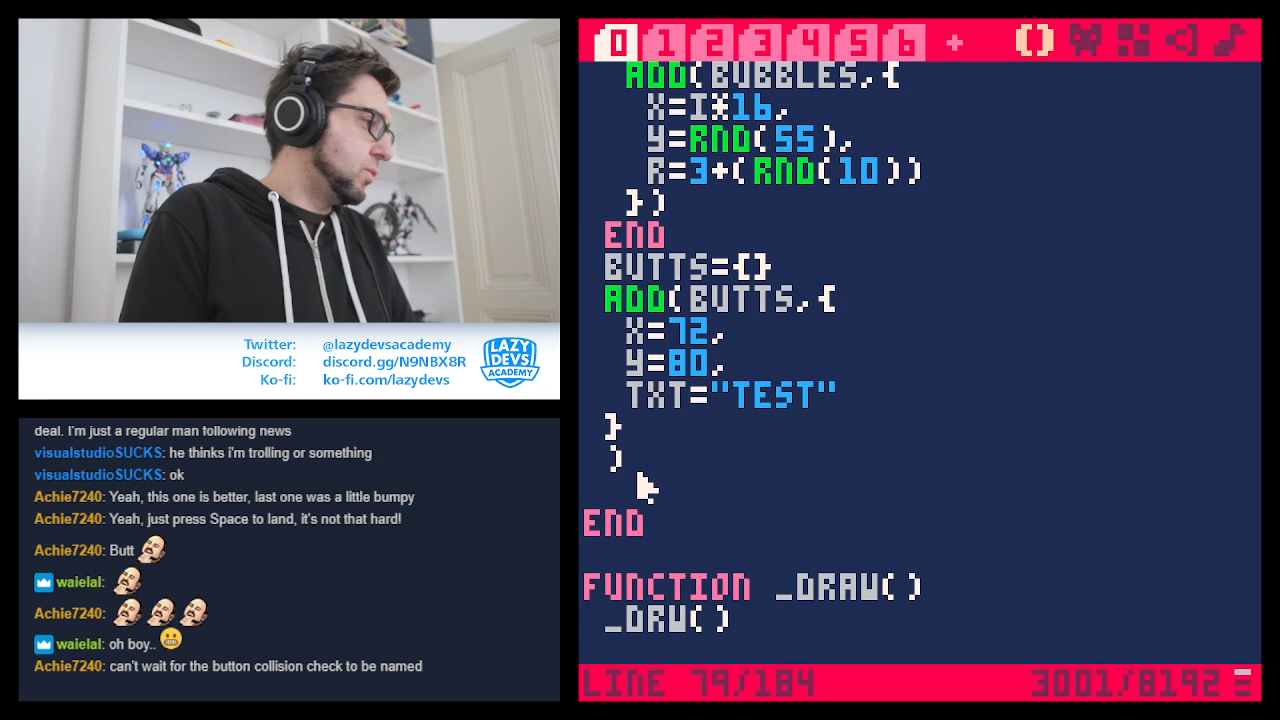 Twitter: @lazydevsacademy
Discord: discord.gg/N9NBX8R
Ko-fi: ko-fi.com/lazydevs
LAZY
DEVS
ACADEMY
deal. I'm just a regular man following news
visualstudioSUCKS: he thinks i'm trolling or something
visualstudioSUCKS: ok
Achie7240: Yeah, this one is better, last one was a little bumpy
Achie7240: Yeah, just press Space to land, it's not that hard!
Achie7240: Butt
waielal:
Achie7240:
waielal: oh boy..
Achie7240: can't wait for the button collision check to be named
0 1 2 3 4 5 6 +
ADD(BUBBLES,{
X=I*16,
Y=RND(55),
R=3+(RND(10))
})
END
BUTTS={}
ADD(BUTTS,{
X=72,
Y=80,
TXT="TEST"
}
)
END
FUNCTION _DRAW()
_DRW()
LINE 79/184 3001/8192